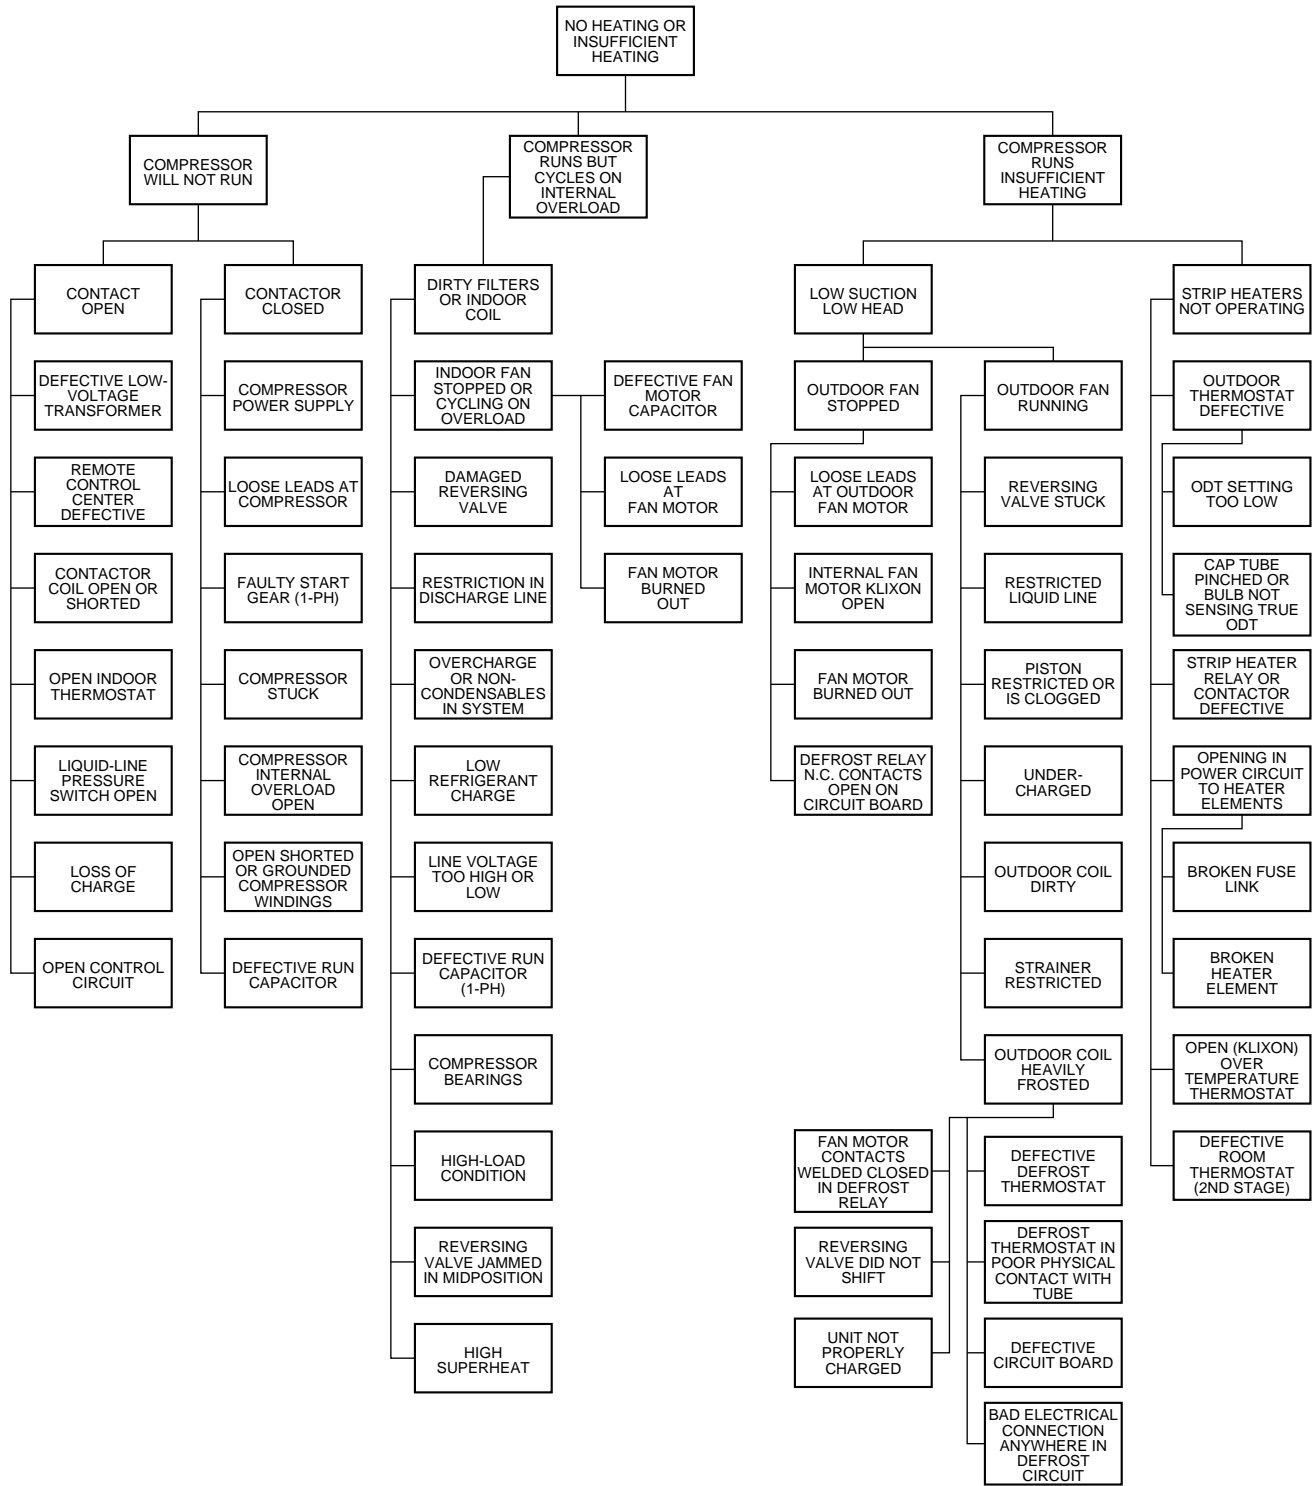 NO HEATING OR
INSUFFICIENT
HEATING
COMPRESSOR
WILL NOT RUN
COMPRESSOR
RUNS BUT
CYCLES ON
INTERNAL
OVERLOAD
COMPRESSOR
RUNS
INSUFFICIENT
HEATING
CONTACT
OPEN
DEFECTIVE LOW-
VOLTAGE
TRANSFORMER
REMOTE
CONTROL
CENTER
DEFECTIVE
CONTACTOR
COIL OPEN OR
SHORTED
OPEN INDOOR
THERMOSTAT
LIQUID-LINE
PRESSURE
SWITCH OPEN
LOSS OF
CHARGE
OPEN CONTROL
CIRCUIT
CONTACTOR
CLOSED
COMPRESSOR
POWER SUPPLY
LOOSE LEADS AT
COMPRESSOR
FAULTY START
GEAR (1-PH)
COMPRESSOR
STUCK
COMPRESSOR
INTERNAL
OVERLOAD
OPEN
OPEN SHORTED
OR GROUNDED
COMPRESSOR
WINDINGS
DEFECTIVE RUN
CAPACITOR
DIRTY FILTERS
OR INDOOR
COIL
INDOOR FAN
STOPPED OR
CYCLING ON
OVERLOAD
DAMAGED
REVERSING
VALVE
RESTRICTION IN
DISCHARGE LINE
OVERCHARGE
OR NON-
CONDENSABLES
IN SYSTEM
LOW
REFRIGERANT
CHARGE
LINE VOLTAGE
TOO HIGH OR
LOW
DEFECTIVE RUN
CAPACITOR
(1-PH)
COMPRESSOR
BEARINGS
HIGH-LOAD
CONDITION
REVERSING
VALVE JAMMED
IN MIDPOSITION
HIGH
SUPERHEAT
DEFECTIVE FAN
MOTOR
CAPACITOR
LOOSE LEADS
AT
FAN MOTOR
FAN MOTOR
BURNED
OUT
LOW SUCTION
LOW HEAD
OUTDOOR FAN
STOPPED
LOOSE LEADS
AT OUTDOOR
FAN MOTOR
INTERNAL FAN
MOTOR KLIXON
OPEN
FAN MOTOR
BURNED OUT
DEFROST RELAY
N.C. CONTACTS
OPEN ON
CIRCUIT BOARD
OUTDOOR FAN
RUNNING
REVERSING
VALVE STUCK
RESTRICTED
LIQUID LINE
PISTON
RESTRICTED OR
IS CLOGGED
UNDER-
CHARGED
OUTDOOR COIL
DIRTY
STRAINER
RESTRICTED
OUTDOOR COIL
HEAVILY
FROSTED
FAN MOTOR
CONTACTS
WELDED CLOSED
IN DEFROST
RELAY
REVERSING
VALVE DID NOT
SHIFT
UNIT NOT
PROPERLY
CHARGED
DEFECTIVE
DEFROST
THERMOSTAT
DEFROST
THERMOSTAT IN
POOR PHYSICAL
CONTACT WITH
TUBE
DEFECTIVE
CIRCUIT BOARD
BAD ELECTRICAL
CONNECTION
ANYWHERE IN
DEFROST
CIRCUIT
STRIP HEATERS
NOT OPERATING
OUTDOOR
THERMOSTAT
DEFECTIVE
ODT SETTING
TOO LOW
CAP TUBE
PINCHED OR
BULB NOT
SENSING TRUE
ODT
STRIP HEATER
RELAY OR
CONTACTOR
DEFECTIVE
OPENING IN
POWER CIRCUIT
TO HEATER
ELEMENTS
BROKEN FUSE
LINK
BROKEN
HEATER
ELEMENT
OPEN (KLIXON)
OVER
TEMPERATURE
THERMOSTAT
DEFECTIVE
ROOM
THERMOSTAT
(2ND STAGE)